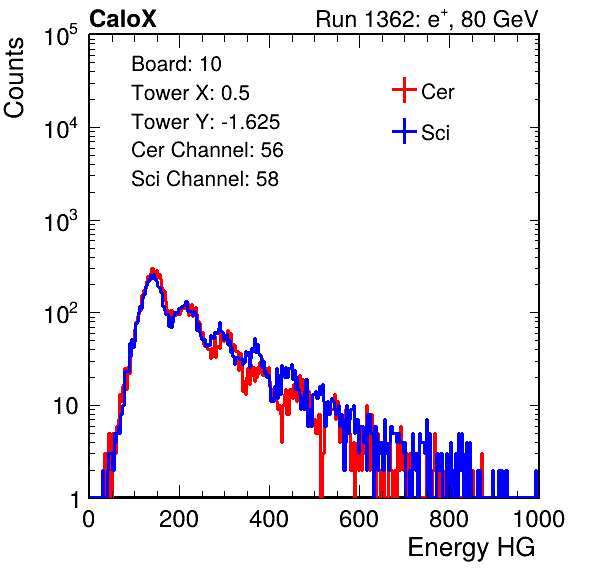 CaloX Run 1362: e⁺, 80 GeV
Board: 10
Tower X: 0.5
Tower Y: -1.625
Cer Channel: 56
Sci Channel: 58
Cer
Sci
Counts
10⁵
10⁴
10³
10²
10
1
0 200 400 600 800 1000
Energy HG